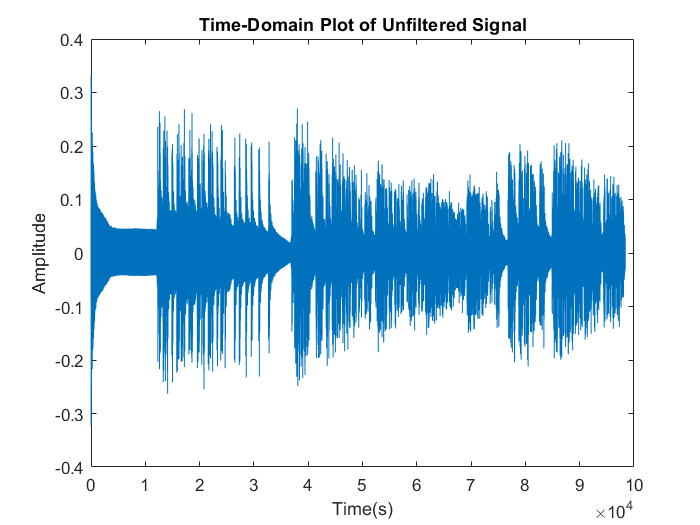 Time-Domain Plot of Unfiltered Signal
0.4
0.3
0.2
0.1
0
-0.1
-0.2
-0.3
-0.4
Amplitude
0 1 2 3 4 5 6 7 8 9 10
Time(s)
×10⁴